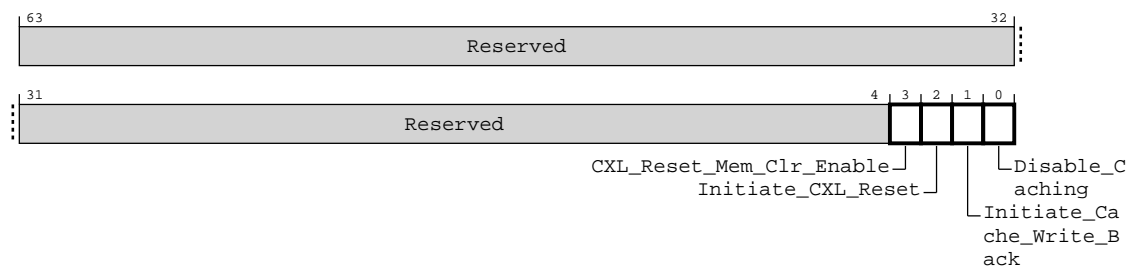 63 32
Reserved
31 4 3 2 1 0
Reserved
CXL_Reset_Mem_Clr_Enable Disable_C
Initiate_CXL_Reset aching
Initiate_Ca
che_Write_B
ack